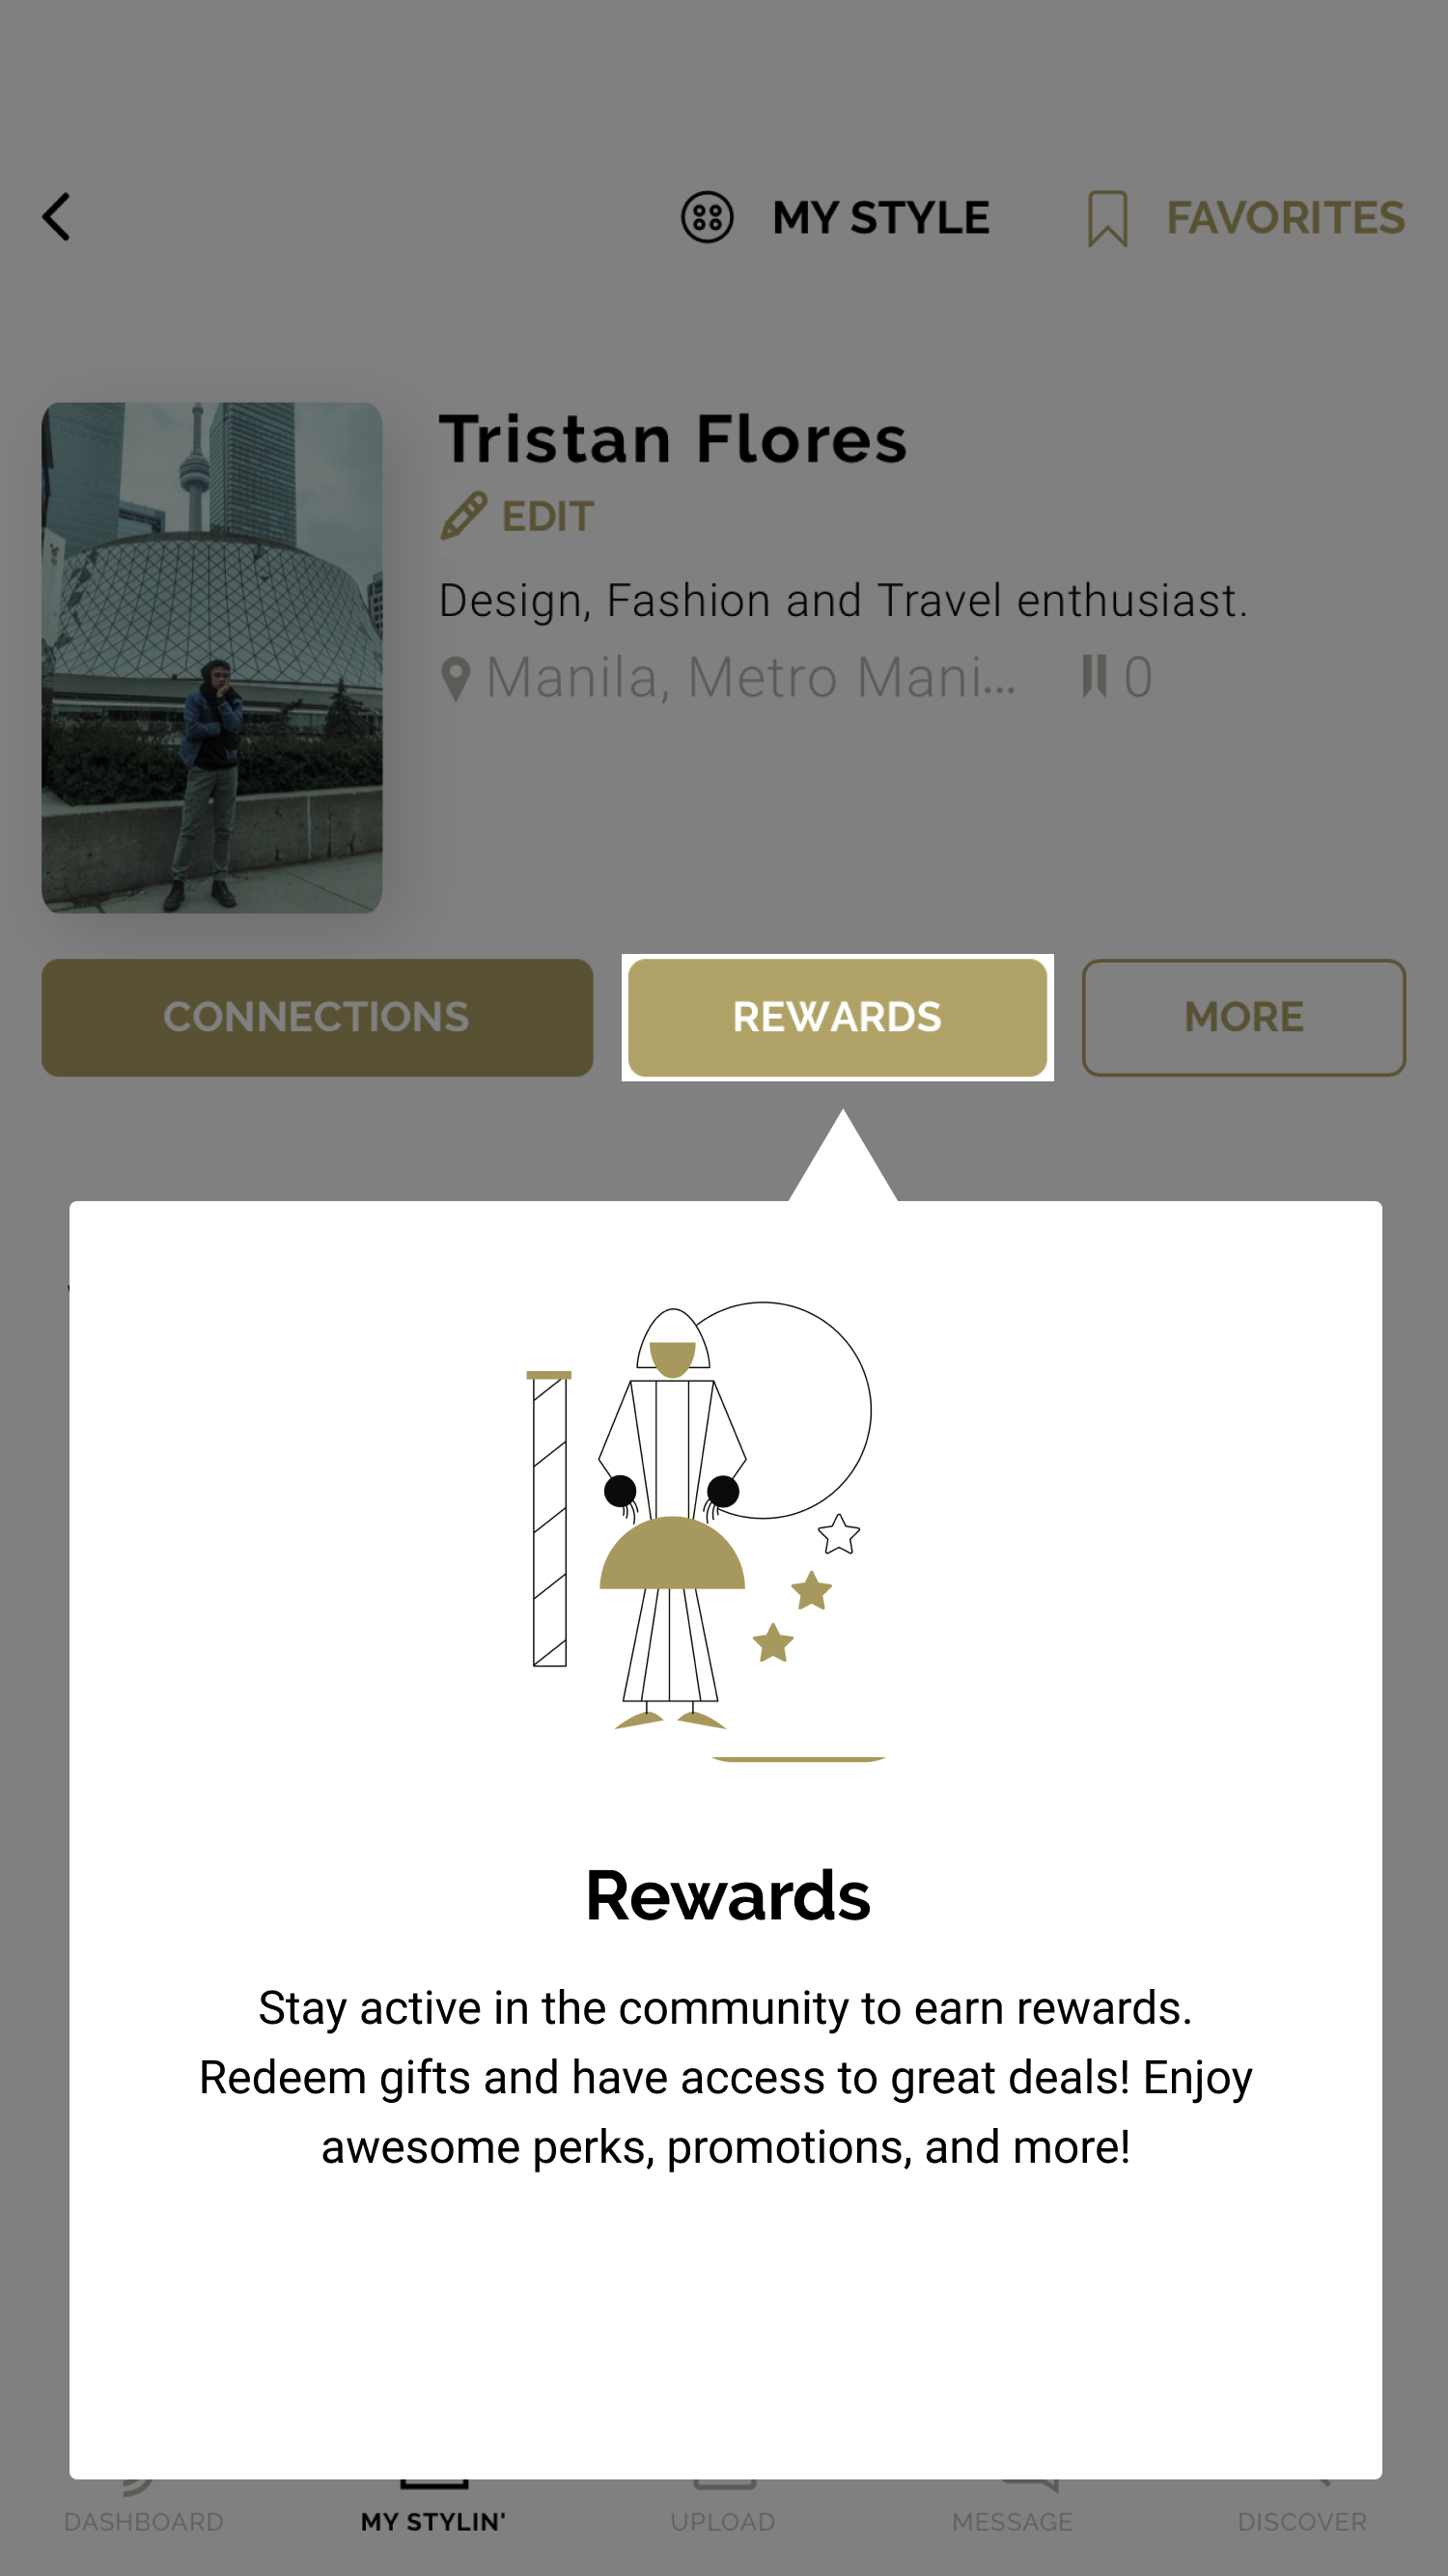 MY STYLE
FAVORITES
Tristan Flores
EDIT
Design, Fashion and Travel enthusiast.
Manila, Metro Mani...
0
CONNECTIONS
REWARDS
MORE
Rewards
Stay active in the community to earn rewards.
Redeem gifts and have access to great deals! Enjoy
awesome perks, promotions, and more!
DASHBOARD
MY STYLIN'
UPLOAD
MESSAGE
DISCOVER